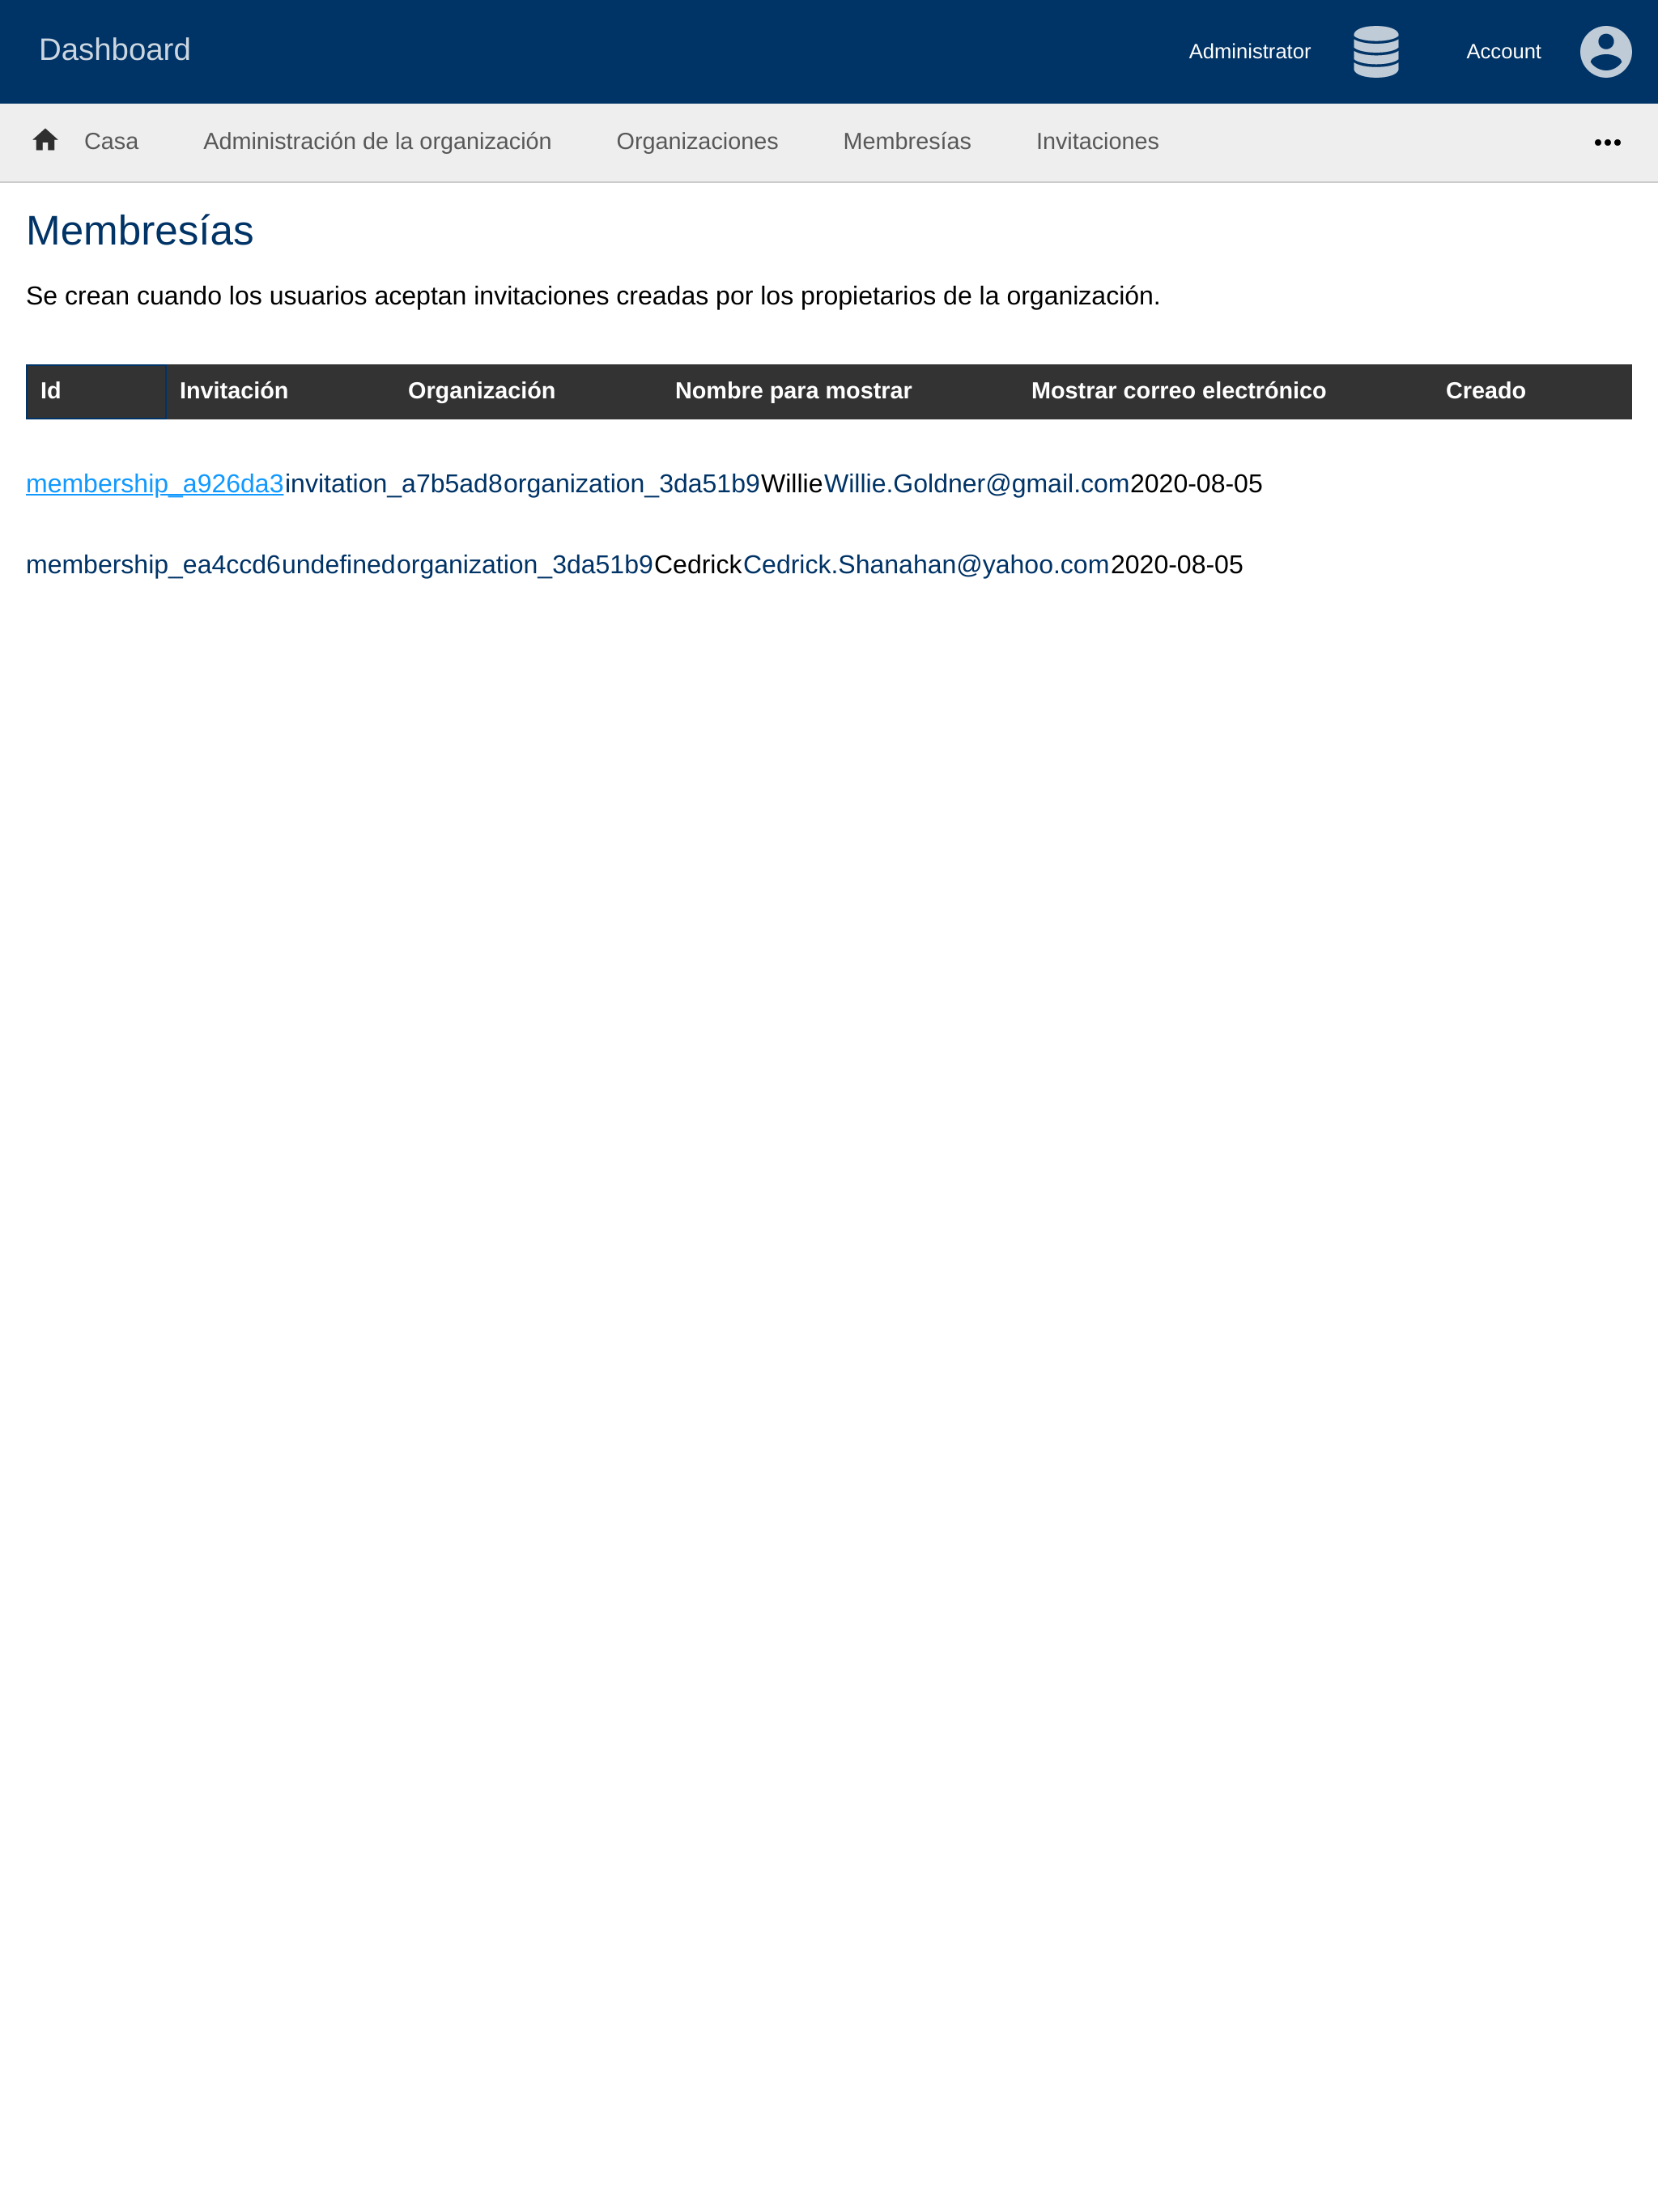 Dashboard
Administrator
Account
Casa Administración de la organización Organizaciones Membresías Invitaciones
Membresías
Se crean cuando los usuarios aceptan invitaciones creadas por los propietarios de la organización.
Id Invitación Organización Nombre para mostrar Mostrar correo electrónico Creado
membership_a926da3invitation_a7b5ad8organization_3da51b9WillieWillie.Goldner@gmail.com2020-08-05
membership_ea4ccd6undefinedorganization_3da51b9CedrickCedrick.Shanahan@yahoo.com2020-08-05